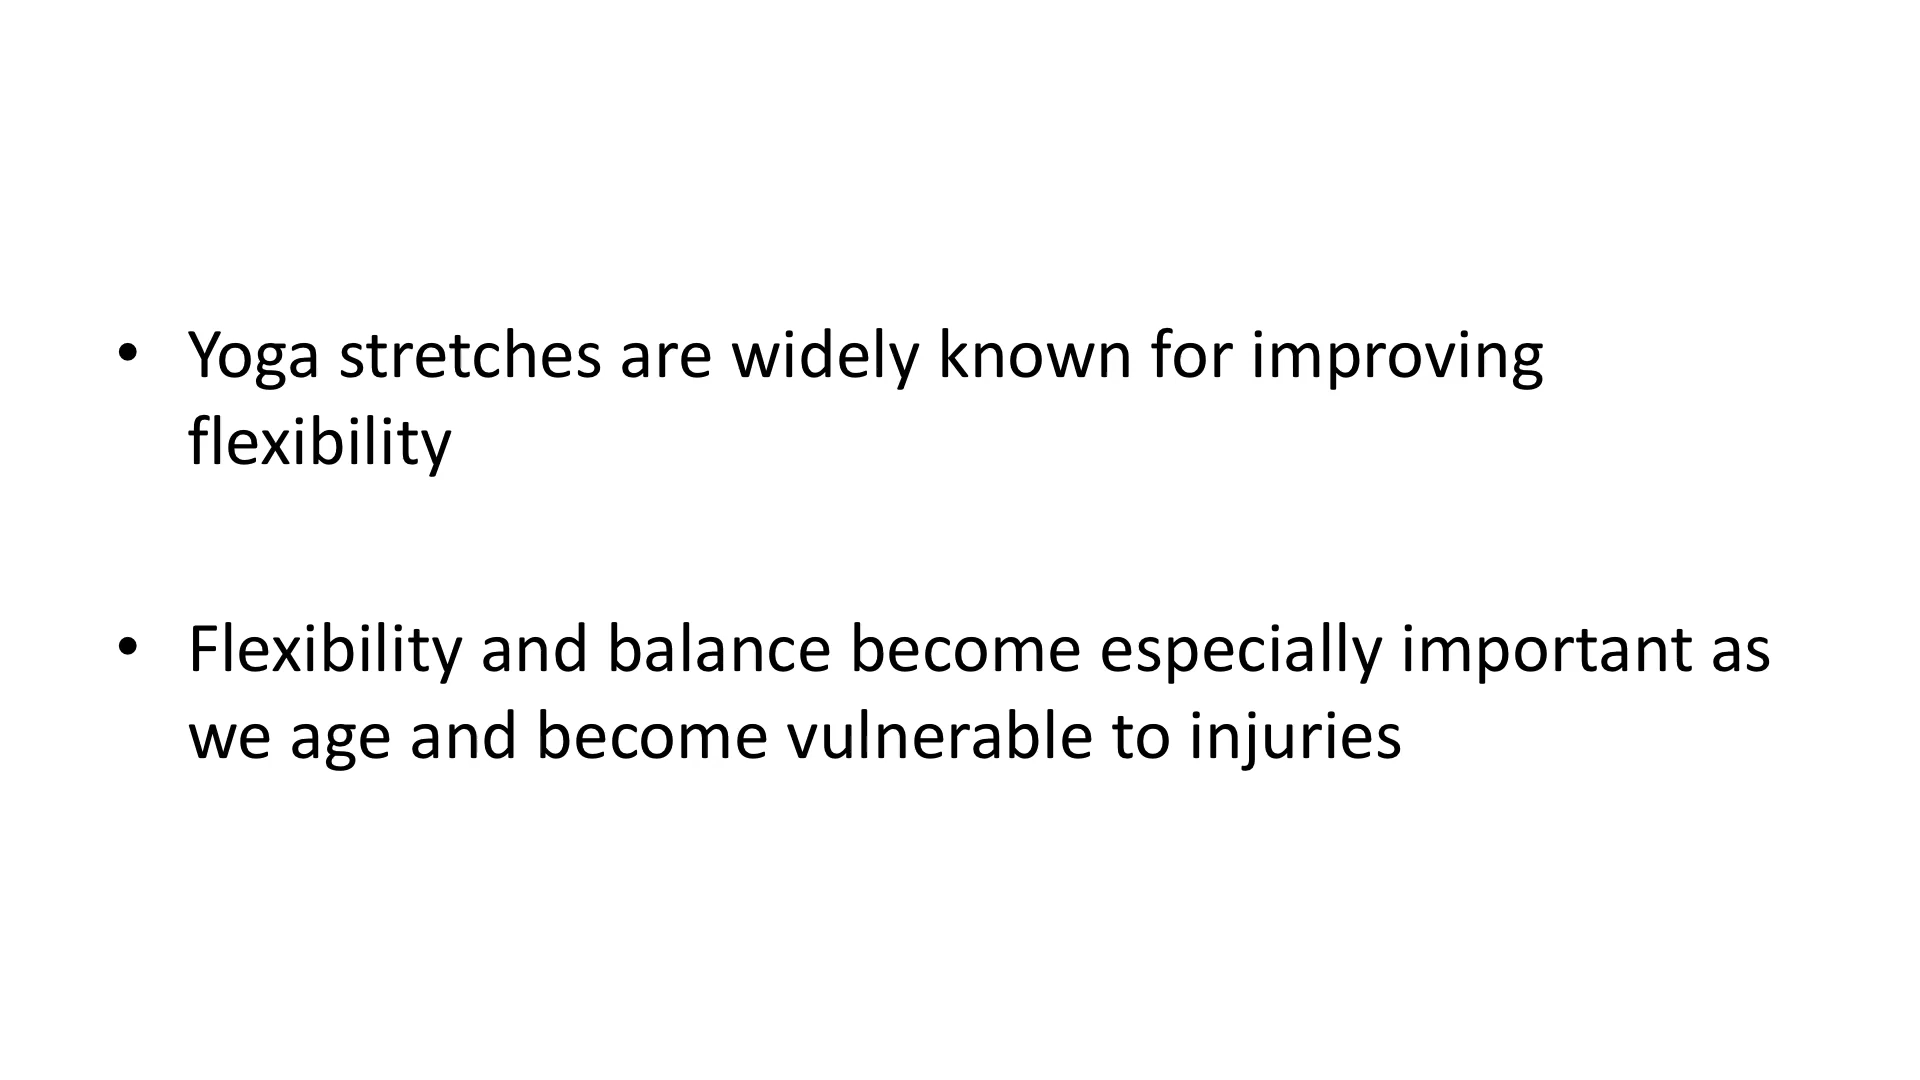 • Yoga stretches are widely known for improving
flexibility
• Flexibility and balance become especially important as
we age and become vulnerable to injuries